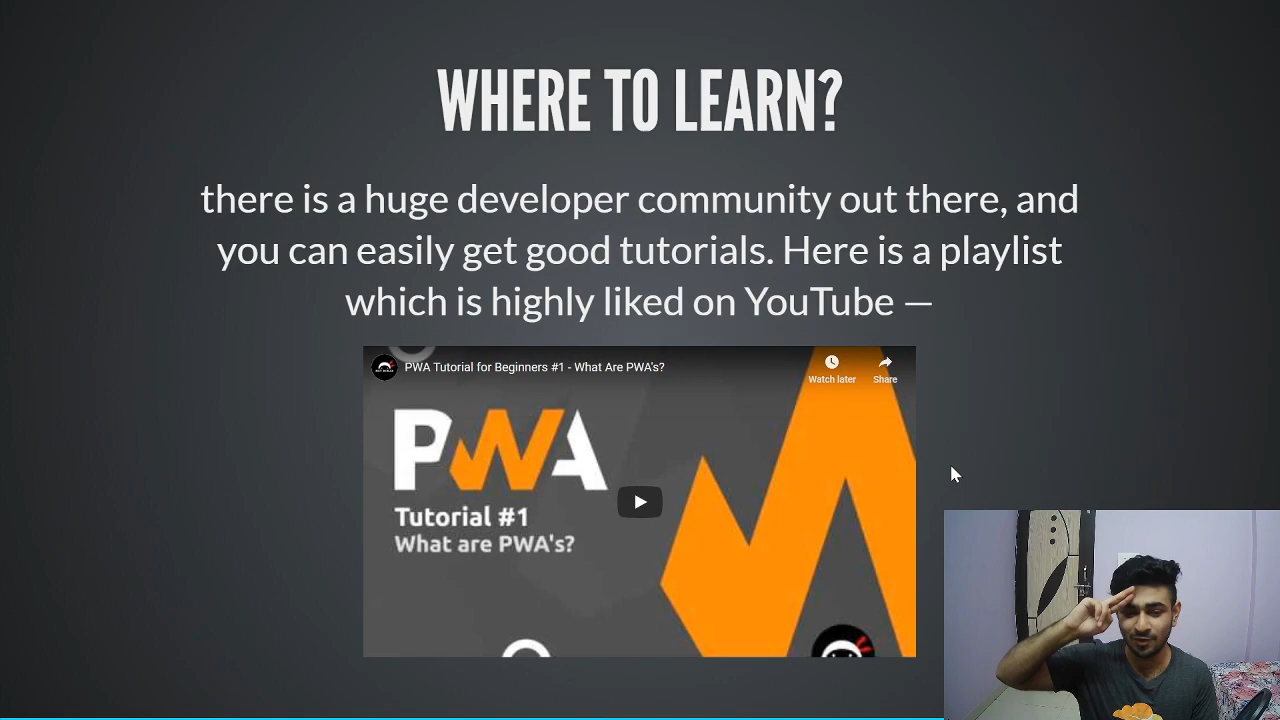 WHERE TO LEARN?
there is a huge developer community out there, and
you can easily get good tutorials. Here is a playlist
which is highly liked on YouTube —
PWA Tutorial for Beginners #1 - What Are PWA's?
Watch later
Share
PWA
Tutorial #1
What are PWA's?